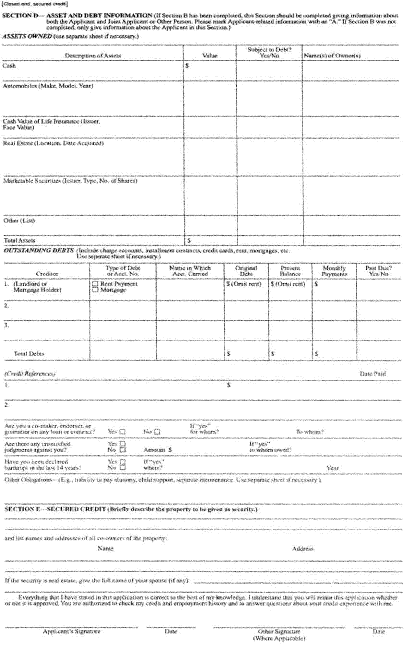 [Closed-end, secured credit]
SECTION D— ASSET AND DEBT INFORMATION (If Section B has been completed, this Section should be completed giving information about
both the Applicant and Joint Applicant or Other Person. Please mark Applicant-related information with an "A." If Section B was not
completed, only give information about the Applicant in this Section.)
ASSETS OWNED (Use separate sheet if necessary.)
Description of Assets Value Subject to Debt? Yes/No Name(s) of Owner(s)
Cash $
Automobiles (Make, Model, Year)
Cash Value of Life Insurance (Issuer,
Face Value)
Real Estate (Location, Date Acquired)
Marketable Securities (Issuer, Type, No. of Shares)
Other (List)
Total Assets $
OUTSTANDING DEBTS (Include charge accounts, installment contracts, credit cards, rent, mortgages, etc.
Use separate sheet if necessary.)
Creditor Type of Debt or Acct. No. Name in Which Acct. Carried Original Debt Present Balance Monthly Payments Past Due? Yes/No
1. (Landlord or Mortgage Holder) Rent Payment Mortgage $ (Omit rent) $ (Omit rent) $
2.
3.
Total Debts $ $ $
(Credit References) Date Paid
1. $
2.
Are you a co-maker, endorser, or
guarantor on any loan or contract? Yes No If "yes" for whom? To whom?
Are there any unsatisfied
judgments against you? Yes No Amount $ If "yes" to whom owed?
Have you been declared
bankrupt in the last 14 years? Yes No If "yes" where? Year
Other Obligations— (E.g., liability to pay alimony, child support, separate maintenance. Use separate sheet if necessary.)
SECTION E—SECURED CREDIT (Briefly describe the property to be given as security.)
and list names and addresses of all co-owners of the property:
Name Address
If the security is real estate, give the full name of your spouse (if any):
Everything that I have stated in this application is correct to the best of my knowledge. I understand that you will retain this application whether
or not it is approved. You are authorized to check my credit and employment history and to answer questions about your credit experience with me.
Applicant's Signature Date Other Signature Date
(Where Applicable)